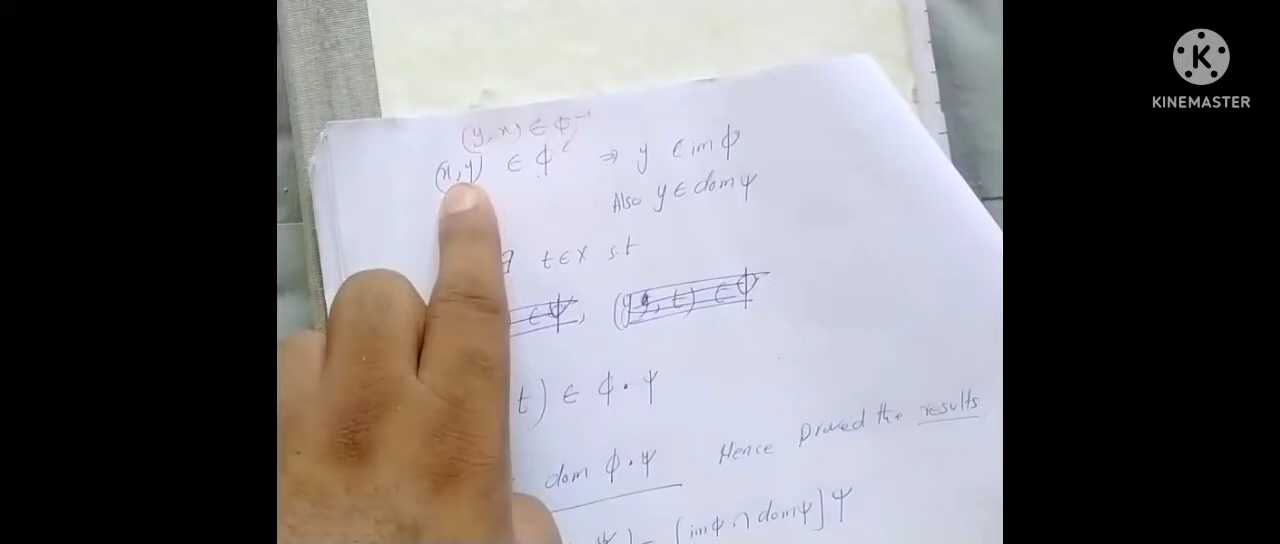 KINEMASTER
(y, x) ∈ Φ⁻¹
(x, y) ∈ ϕ ⇒ y ∈ im ϕ
Also y ∈ dom ψ
t ∈ X s.t
∈ ψ, (y, t) ∈ ϕ
t) ∈ ϕ · ψ
dom ϕ · ψ Hence proved the results
[im ϕ ∩ dom ψ] ψ